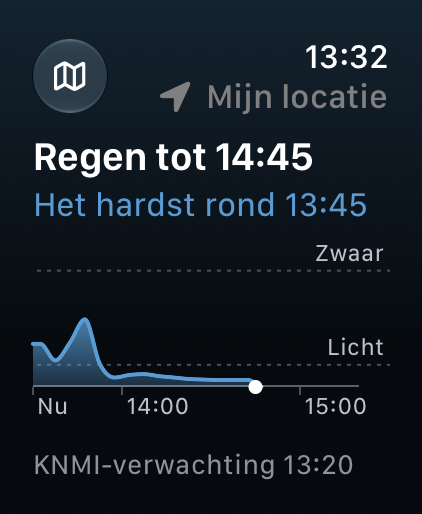 13:32
Mijn locatie
Regen tot 14:45
Het hardst rond 13:45
Zwaar
Licht
Nu 14:00 15:00
KNMI-verwachting 13:20